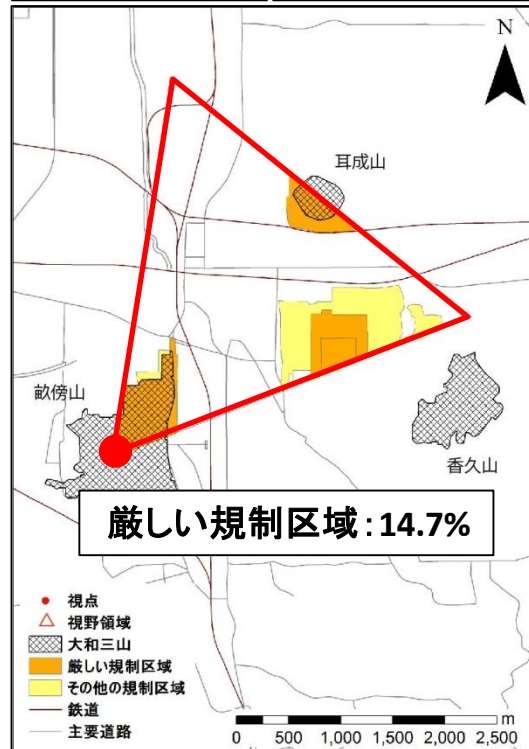 N
耳成山
畝傍山
香久山
厳しい規制区域:14.7%
視点
視野領域
大和三山
厳しい規制区域
その他の規制区域
鉄道
主要道路
m
0 500 1,000 1,500 2,000 2,500